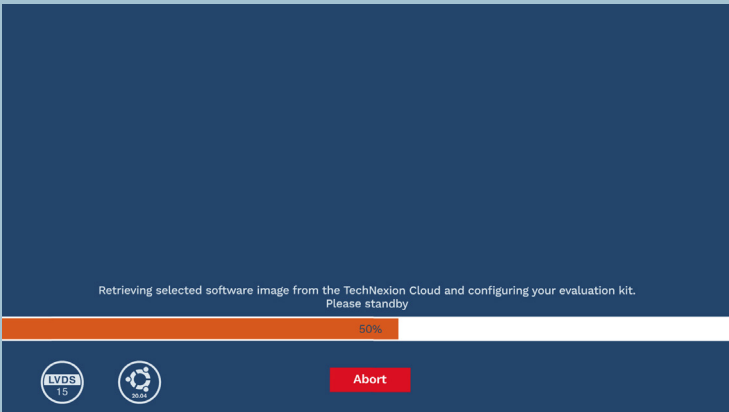 Retrieving selected software image from the TechNexion Cloud and configuring your evaluation kit.
Please standby
50%
LVDS
15
20.04
Abort